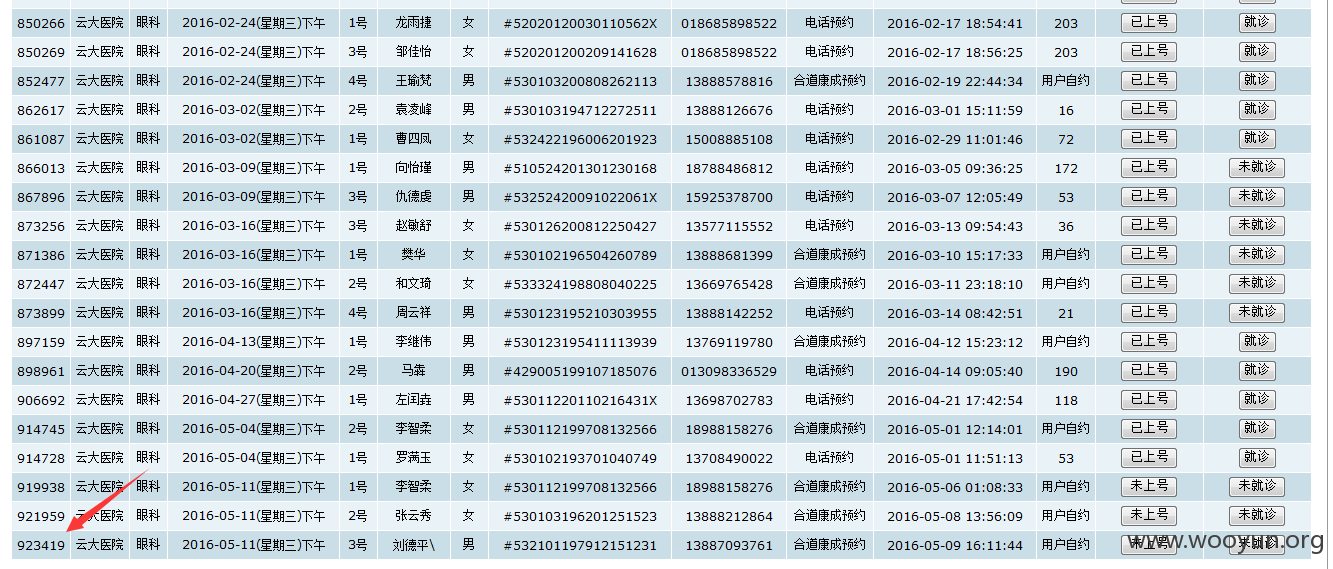 850266 云大医院 眼科 2016-02-24(星期三)下午 1号 龙雨捷 女 #52020120030110562X 018685898522 电话预约 2016-02-17 18:54:41 203 已上号 就诊
850269 云大医院 眼科 2016-02-24(星期三)下午 3号 邹佳怡 女 #520201200209141628 018685898522 电话预约 2016-02-17 18:56:25 203 已上号 就诊
852477 云大医院 眼科 2016-02-24(星期三)下午 4号 王瑜梵 男 #530103200808262113 13888578816 合道康成预约 2016-02-19 22:44:34 用户自约 已上号 就诊
862617 云大医院 眼科 2016-03-02(星期三)下午 2号 袁凌峰 男 #530103194712272511 13888126676 电话预约 2016-03-01 15:11:59 16 已上号 就诊
861087 云大医院 眼科 2016-03-02(星期三)下午 1号 曹四凤 女 #532422196006201923 15008885108 电话预约 2016-02-29 11:01:46 72 已上号 就诊
866013 云大医院 眼科 2016-03-09(星期三)下午 1号 向怡瑾 男 #510524201301230168 18788486812 电话预约 2016-03-05 09:36:25 172 已上号 未就诊
867896 云大医院 眼科 2016-03-09(星期三)下午 3号 仇德虔 男 #53252420091022061X 15925378700 电话预约 2016-03-07 12:05:49 53 已上号 未就诊
873256 云大医院 眼科 2016-03-16(星期三)下午 3号 赵敏舒 女 #530126200812250427 13577115552 电话预约 2016-03-13 09:54:43 36 已上号 未就诊
871386 云大医院 眼科 2016-03-16(星期三)下午 1号 樊华 女 #530102196504260789 13888681399 合道康成预约 2016-03-10 15:17:33 用户自约 已上号 未就诊
872447 云大医院 眼科 2016-03-16(星期三)下午 2号 和文琦 女 #533324198808040225 13669765428 合道康成预约 2016-03-11 23:18:10 用户自约 已上号 未就诊
873899 云大医院 眼科 2016-03-16(星期三)下午 4号 周云祥 男 #530123195210303955 13888142252 电话预约 2016-03-14 08:42:51 21 已上号 未就诊
897159 云大医院 眼科 2016-04-13(星期三)下午 1号 李继伟 男 #530123195411113939 13769119780 合道康成预约 2016-04-12 15:23:12 用户自约 已上号 就诊
898961 云大医院 眼科 2016-04-20(星期三)下午 2号 马犇 男 #429005199107185076 013098336529 电话预约 2016-04-14 09:05:40 190 已上号 就诊
906692 云大医院 眼科 2016-04-27(星期三)下午 1号 左闰垚 男 #53011220110216431X 13698702783 电话预约 2016-04-21 17:42:54 118 已上号 就诊
914745 云大医院 眼科 2016-05-04(星期三)下午 2号 李智柔 女 #530112199708132566 18988158276 合道康成预约 2016-05-01 12:14:01 用户自约 已上号 就诊
914728 云大医院 眼科 2016-05-04(星期三)下午 1号 罗满玉 女 #530102193701040749 13708490022 电话预约 2016-05-01 11:51:13 53 已上号 就诊
919938 云大医院 眼科 2016-05-11(星期三)下午 1号 李智柔 女 #530112199708132566 18988158276 合道康成预约 2016-05-06 01:08:33 用户自约 未上号 未就诊
921959 云大医院 眼科 2016-05-11(星期三)下午 2号 张云秀 女 #530103196201251523 13888212864 合道康成预约 2016-05-08 13:56:09 用户自约 未上号 未就诊
923419 云大医院 眼科 2016-05-11(星期三)下午 3号 刘德平\ 男 #532101197912151231 13887093761 合道康成预约 2016-05-09 16:11:44 用户自约 未上号 未就诊
www.wooyun.org